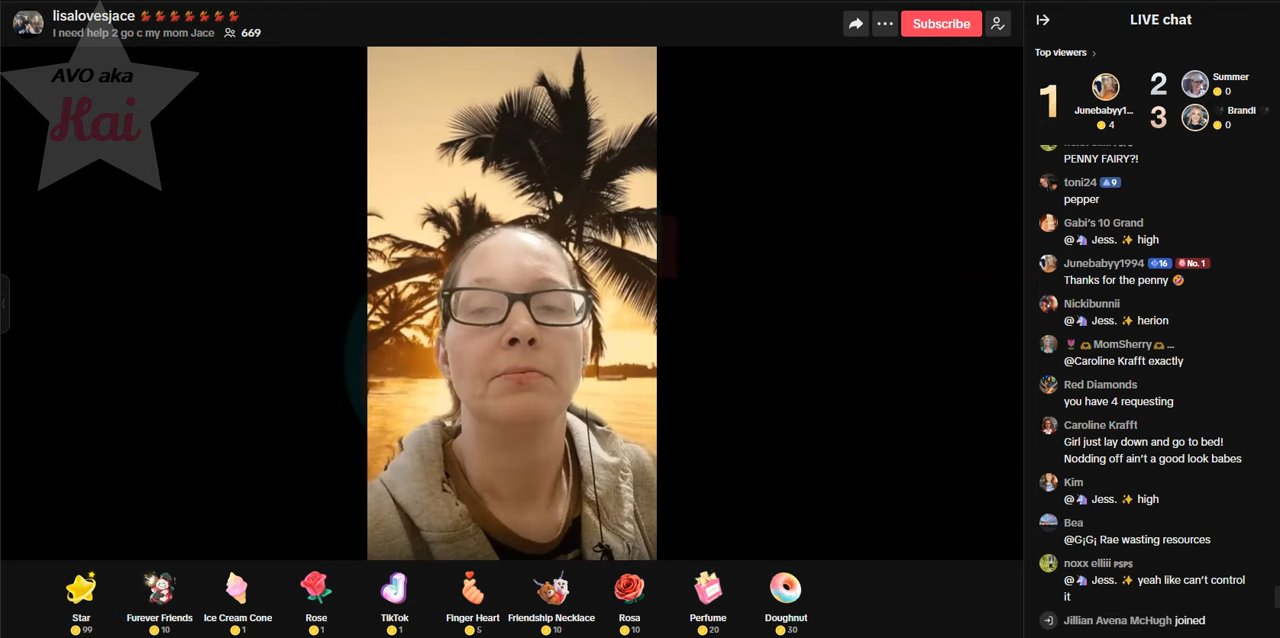 lisalovesjace
I need help 2 go c my mom Jace 669
Subscribe
AVO aka
Kai
LIVE chat
Top viewers
1
Junebabyy1...
4
2
Summer
0
3
Brandi
0
PENNY FAIRY?!
toni24 9
pepper
Gabi's 10 Grand
@🦄 Jess. ✨ high
Junebabyy1994 16 No. 1
Thanks for the penny 🤣
Nickibunnii
@🦄 Jess. ✨ herion
MomSherry ...
@Caroline Krafft exactly
Red Diamonds
you have 4 requesting
Caroline Krafft
Girl just lay down and go to bed!
Nodding off ain't a good look babes
Kim
@🦄 Jess. ✨ high
Bea
@G¡G¡ Rae wasting resources
noxx elliii PSPS
@🦄 Jess. ✨ yeah like can't control
it
Jillian Avena McHugh joined
Star
99
Furever Friends
10
Ice Cream Cone
1
Rose
1
TikTok
1
Finger Heart
5
Friendship Necklace
10
Rosa
10
Perfume
20
Doughnut
30